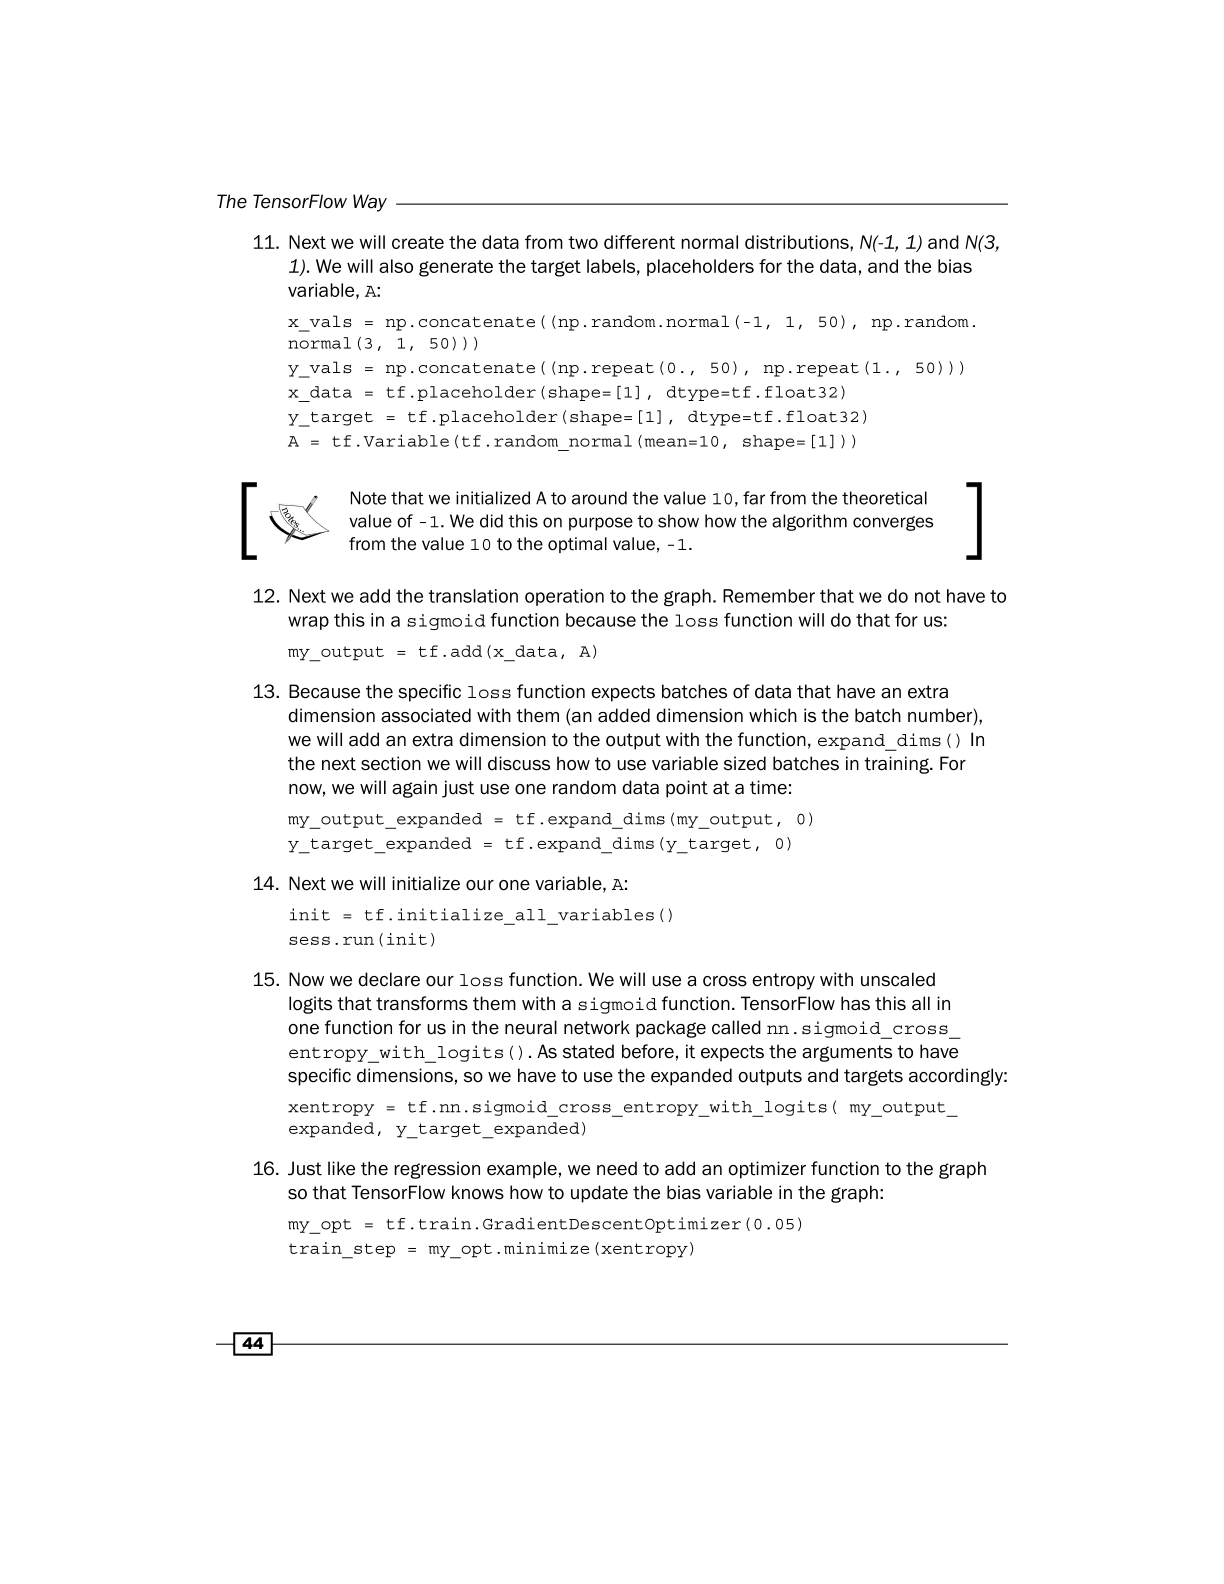 The TensorFlow Way
11. Next we will create the data from two different normal distributions, N(-1, 1) and N(3,
1). We will also generate the target labels, placeholders for the data, and the bias
variable, A:
x_vals = np.concatenate((np.random.normal(-1, 1, 50), np.random.
normal(3, 1, 50)))
y_vals = np.concatenate((np.repeat(0., 50), np.repeat(1., 50)))
x_data = tf.placeholder(shape=[1], dtype=tf.float32)
y_target = tf.placeholder(shape=[1], dtype=tf.float32)
A = tf.Variable(tf.random_normal(mean=10, shape=[1]))
notes...
Note that we initialized A to around the value 10, far from the theoretical
value of -1. We did this on purpose to show how the algorithm converges
from the value 10 to the optimal value, -1.
12. Next we add the translation operation to the graph. Remember that we do not have to
wrap this in a sigmoid function because the loss function will do that for us:
my_output = tf.add(x_data, A)
13. Because the specific loss function expects batches of data that have an extra
dimension associated with them (an added dimension which is the batch number),
we will add an extra dimension to the output with the function, expand_dims() In
the next section we will discuss how to use variable sized batches in training. For
now, we will again just use one random data point at a time:
my_output_expanded = tf.expand_dims(my_output, 0)
y_target_expanded = tf.expand_dims(y_target, 0)
14. Next we will initialize our one variable, A:
init = tf.initialize_all_variables()
sess.run(init)
15. Now we declare our loss function. We will use a cross entropy with unscaled
logits that transforms them with a sigmoid function. TensorFlow has this all in
one function for us in the neural network package called nn.sigmoid_cross_
entropy_with_logits(). As stated before, it expects the arguments to have
specific dimensions, so we have to use the expanded outputs and targets accordingly:
xentropy = tf.nn.sigmoid_cross_entropy_with_logits( my_output_
expanded, y_target_expanded)
16. Just like the regression example, we need to add an optimizer function to the graph
so that TensorFlow knows how to update the bias variable in the graph:
my_opt = tf.train.GradientDescentOptimizer(0.05)
train_step = my_opt.minimize(xentropy)
44